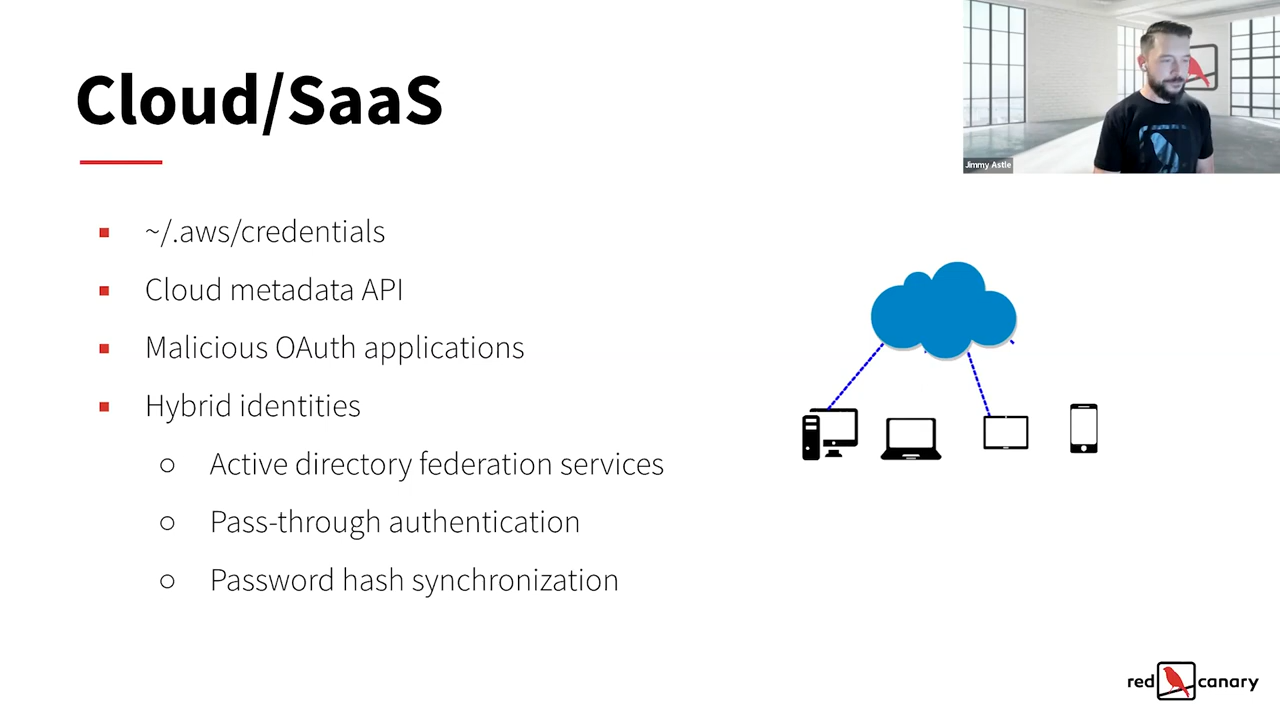 Cloud/SaaS
Jimmy Astle
~/.aws/credentials
Cloud metadata API
Malicious OAuth applications
Hybrid identities
Active directory federation services
Pass-through authentication
Password hash synchronization
red canary